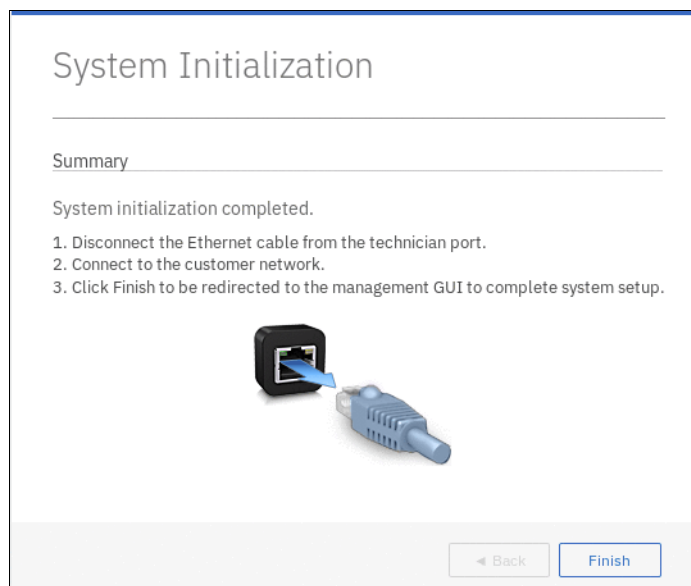 System Initialization
Summary
System initialization completed.
1. Disconnect the Ethernet cable from the technician port.
2. Connect to the customer network.
3. Click Finish to be redirected to the management GUI to complete system setup.
◄ Back
Finish